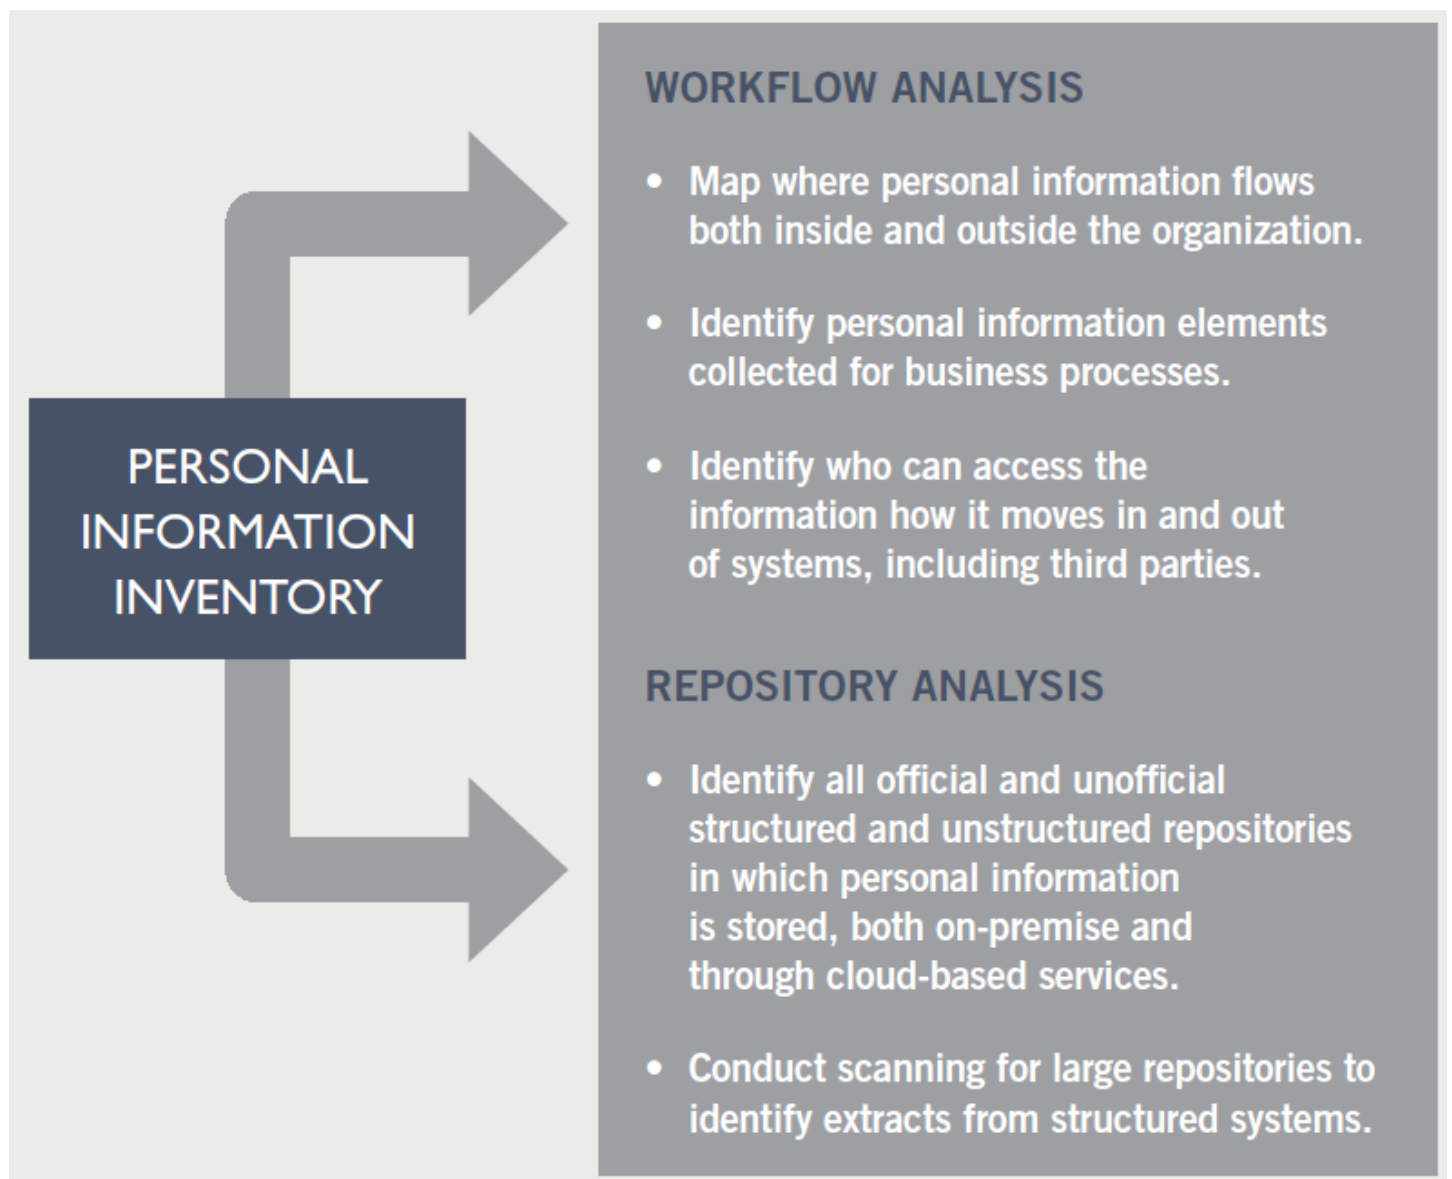 PERSONAL
INFORMATION
INVENTORY
WORKFLOW ANALYSIS
• Map where personal information flows
both inside and outside the organization.
• Identify personal information elements
collected for business processes.
• Identify who can access the
information how it moves in and out
of systems, including third parties.
REPOSITORY ANALYSIS
• Identify all official and unofficial
structured and unstructured repositories
in which personal information
is stored, both on-premise and
through cloud-based services.
• Conduct scanning for large repositories to
identify extracts from structured systems.